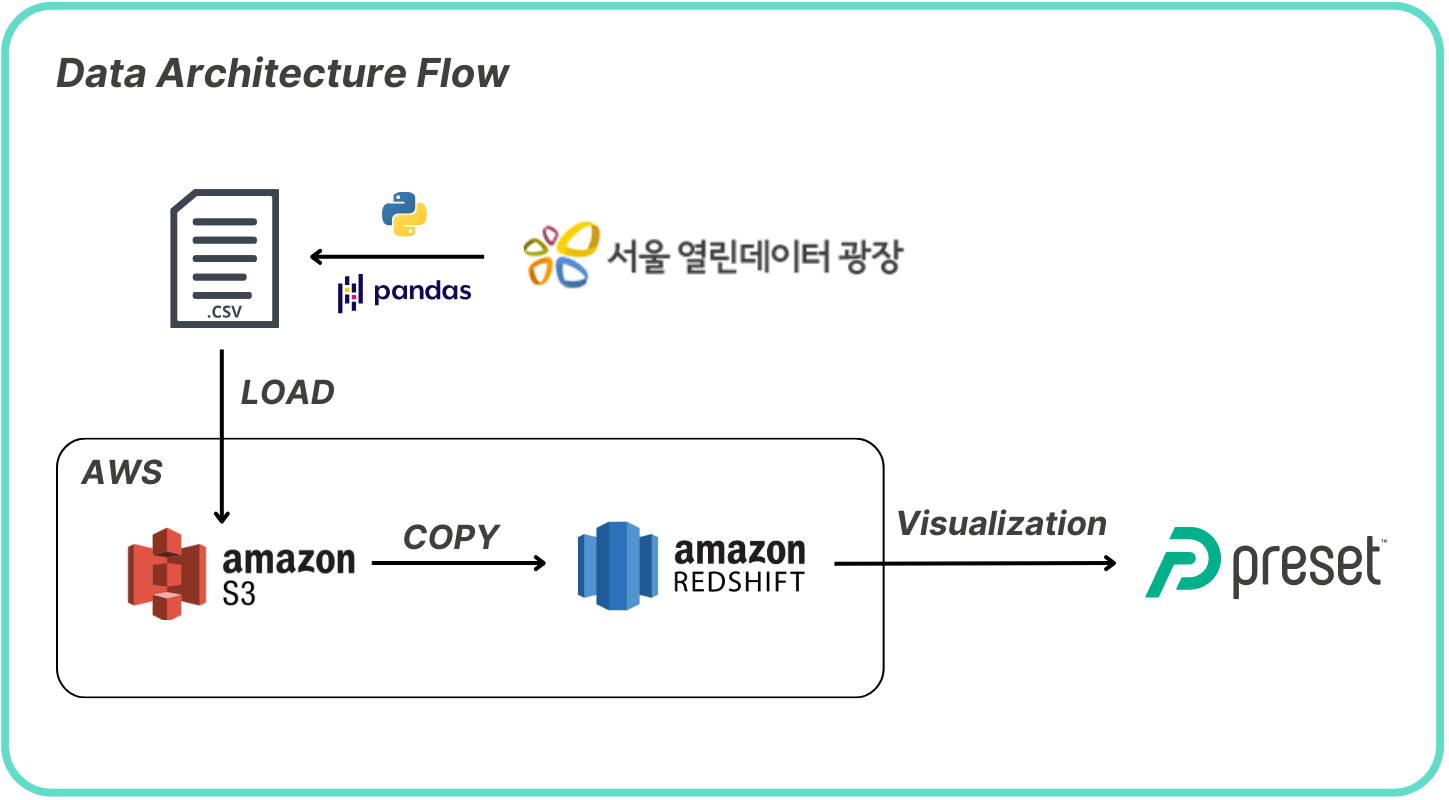 Data Architecture Flow
.CSV
pandas
서울 열린데이터 광장
LOAD
AWS
amazon
S3
COPY
amazon
REDSHIFT
Visualization
preset™